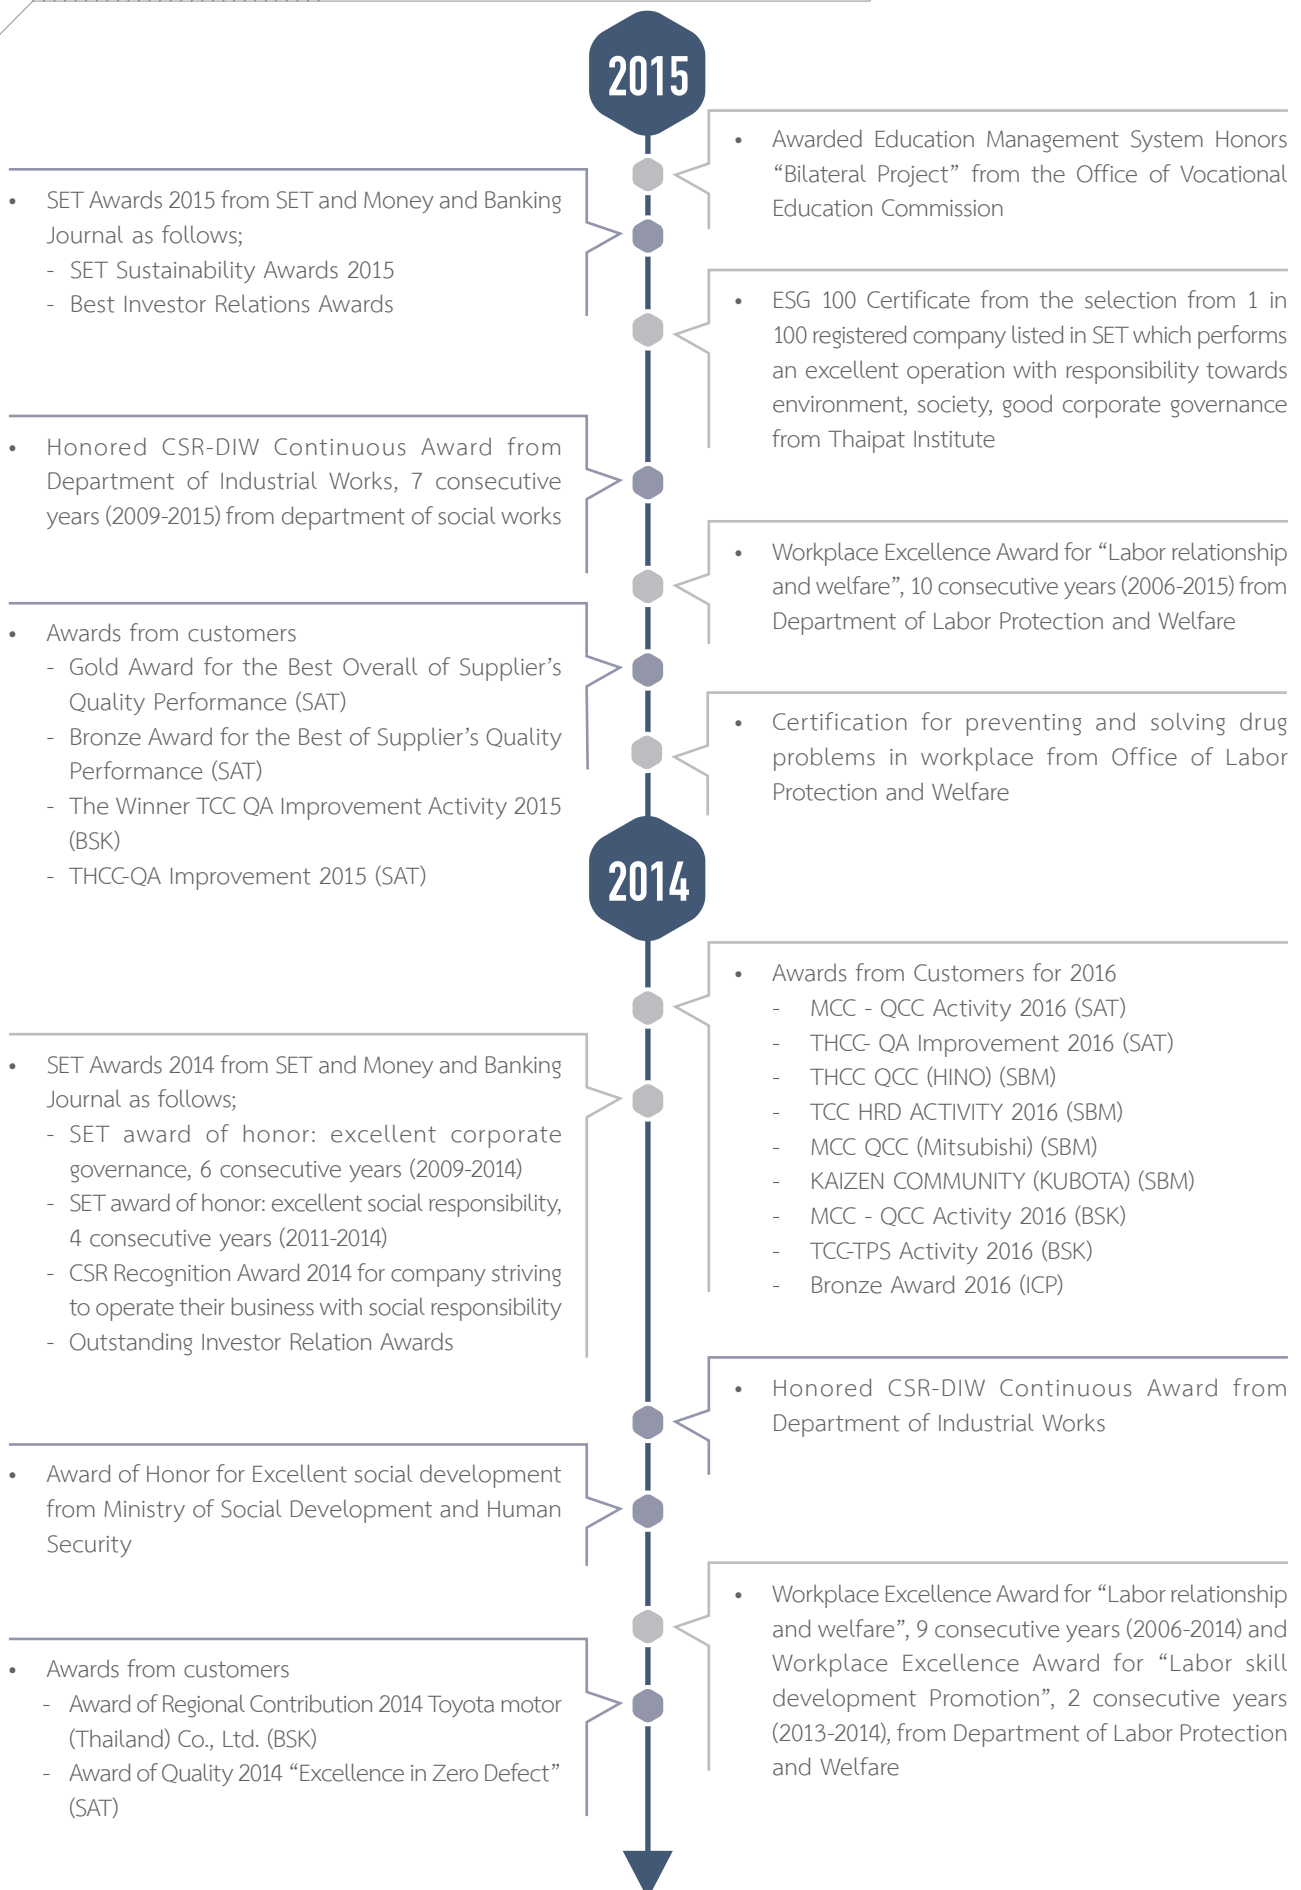 2015
• Awarded Education Management System Honors
“Bilateral Project” from the Office of Vocational
Education Commission
• SET Awards 2015 from SET and Money and Banking
Journal as follows;
- SET Sustainability Awards 2015
- Best Investor Relations Awards
• ESG 100 Certificate from the selection from 1 in
100 registered company listed in SET which performs
an excellent operation with responsibility towards
environment, society, good corporate governance
from Thaipat Institute
• Honored CSR-DIW Continuous Award from
Department of Industrial Works, 7 consecutive
years (2009-2015) from department of social works
• Workplace Excellence Award for “Labor relationship
and welfare”, 10 consecutive years (2006-2015) from
Department of Labor Protection and Welfare
• Awards from customers
- Gold Award for the Best Overall of Supplier’s
Quality Performance (SAT)
- Bronze Award for the Best of Supplier’s Quality
Performance (SAT)
- The Winner TCC QA Improvement Activity 2015
(BSK)
- THCC-QA Improvement 2015 (SAT)
• Certification for preventing and solving drug
problems in workplace from Office of Labor
Protection and Welfare
2014
• Awards from Customers for 2016
- MCC - QCC Activity 2016 (SAT)
- THCC- QA Improvement 2016 (SAT)
- THCC QCC (HINO) (SBM)
- TCC HRD ACTIVITY 2016 (SBM)
- MCC QCC (Mitsubishi) (SBM)
- KAIZEN COMMUNITY (KUBOTA) (SBM)
- MCC - QCC Activity 2016 (BSK)
- TCC-TPS Activity 2016 (BSK)
- Bronze Award 2016 (ICP)
• SET Awards 2014 from SET and Money and Banking
Journal as follows;
- SET award of honor: excellent corporate
governance, 6 consecutive years (2009-2014)
- SET award of honor: excellent social responsibility,
4 consecutive years (2011-2014)
- CSR Recognition Award 2014 for company striving
to operate their business with social responsibility
- Outstanding Investor Relation Awards
• Honored CSR-DIW Continuous Award from
Department of Industrial Works
• Award of Honor for Excellent social development
from Ministry of Social Development and Human
Security
• Workplace Excellence Award for “Labor relationship
and welfare”, 9 consecutive years (2006-2014) and
Workplace Excellence Award for “Labor skill
development Promotion”, 2 consecutive years
(2013-2014), from Department of Labor Protection
and Welfare
• Awards from customers
- Award of Regional Contribution 2014 Toyota motor
(Thailand) Co., Ltd. (BSK)
- Award of Quality 2014 “Excellence in Zero Defect”
(SAT)